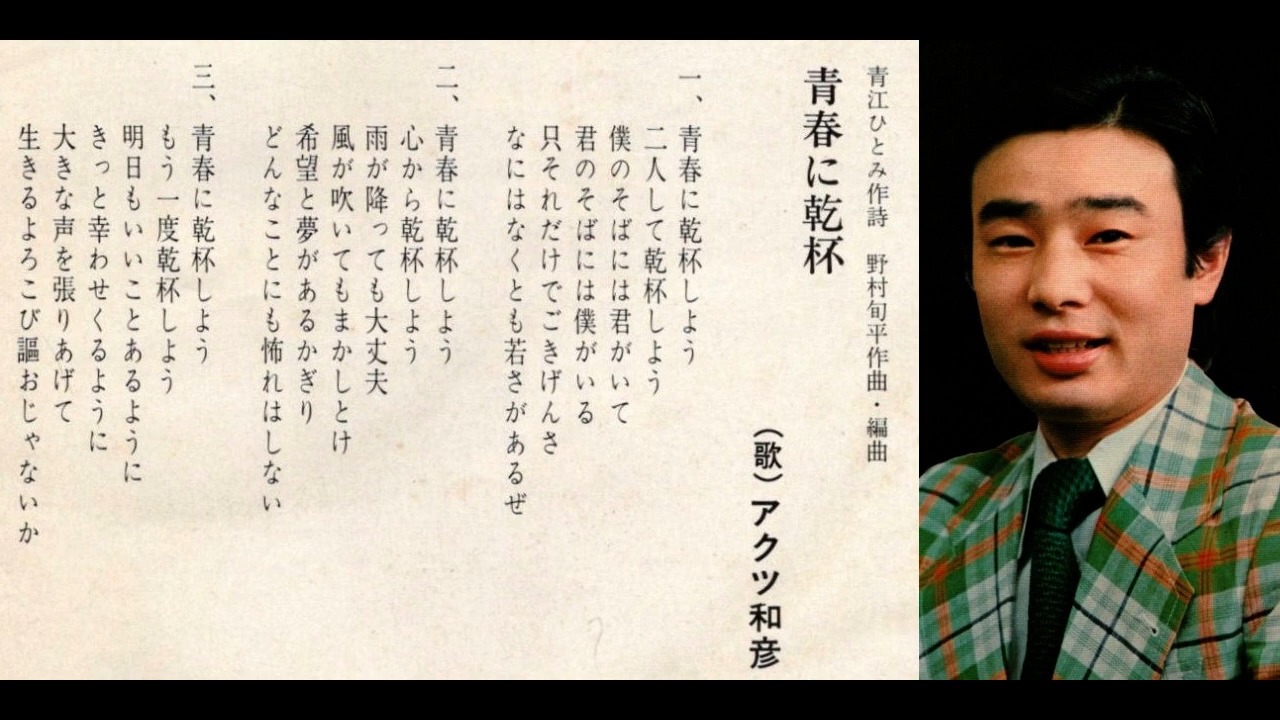 青江ひとみ作詩　野村旬平作曲・編曲
青春に乾杯
（歌）アクツ和彦
一、青春に乾杯しよう
二人して乾杯しよう
僕のそばには君がいて
君のそばには僕がいる
只それだけでごきげんさ
なにはなくとも若さがあるぜ
二、青春に乾杯しよう
心から乾杯しよう
雨が降っても大丈夫
風が吹いてもまかしとけ
希望と夢があるかぎり
どんなことにも怖れはしない
三、青春に乾杯しよう
もう一度乾杯しよう
明日もいいことあるように
きっと幸わせくるように
大きな声を張りあげて
生きるよろこび謳おじゃないか